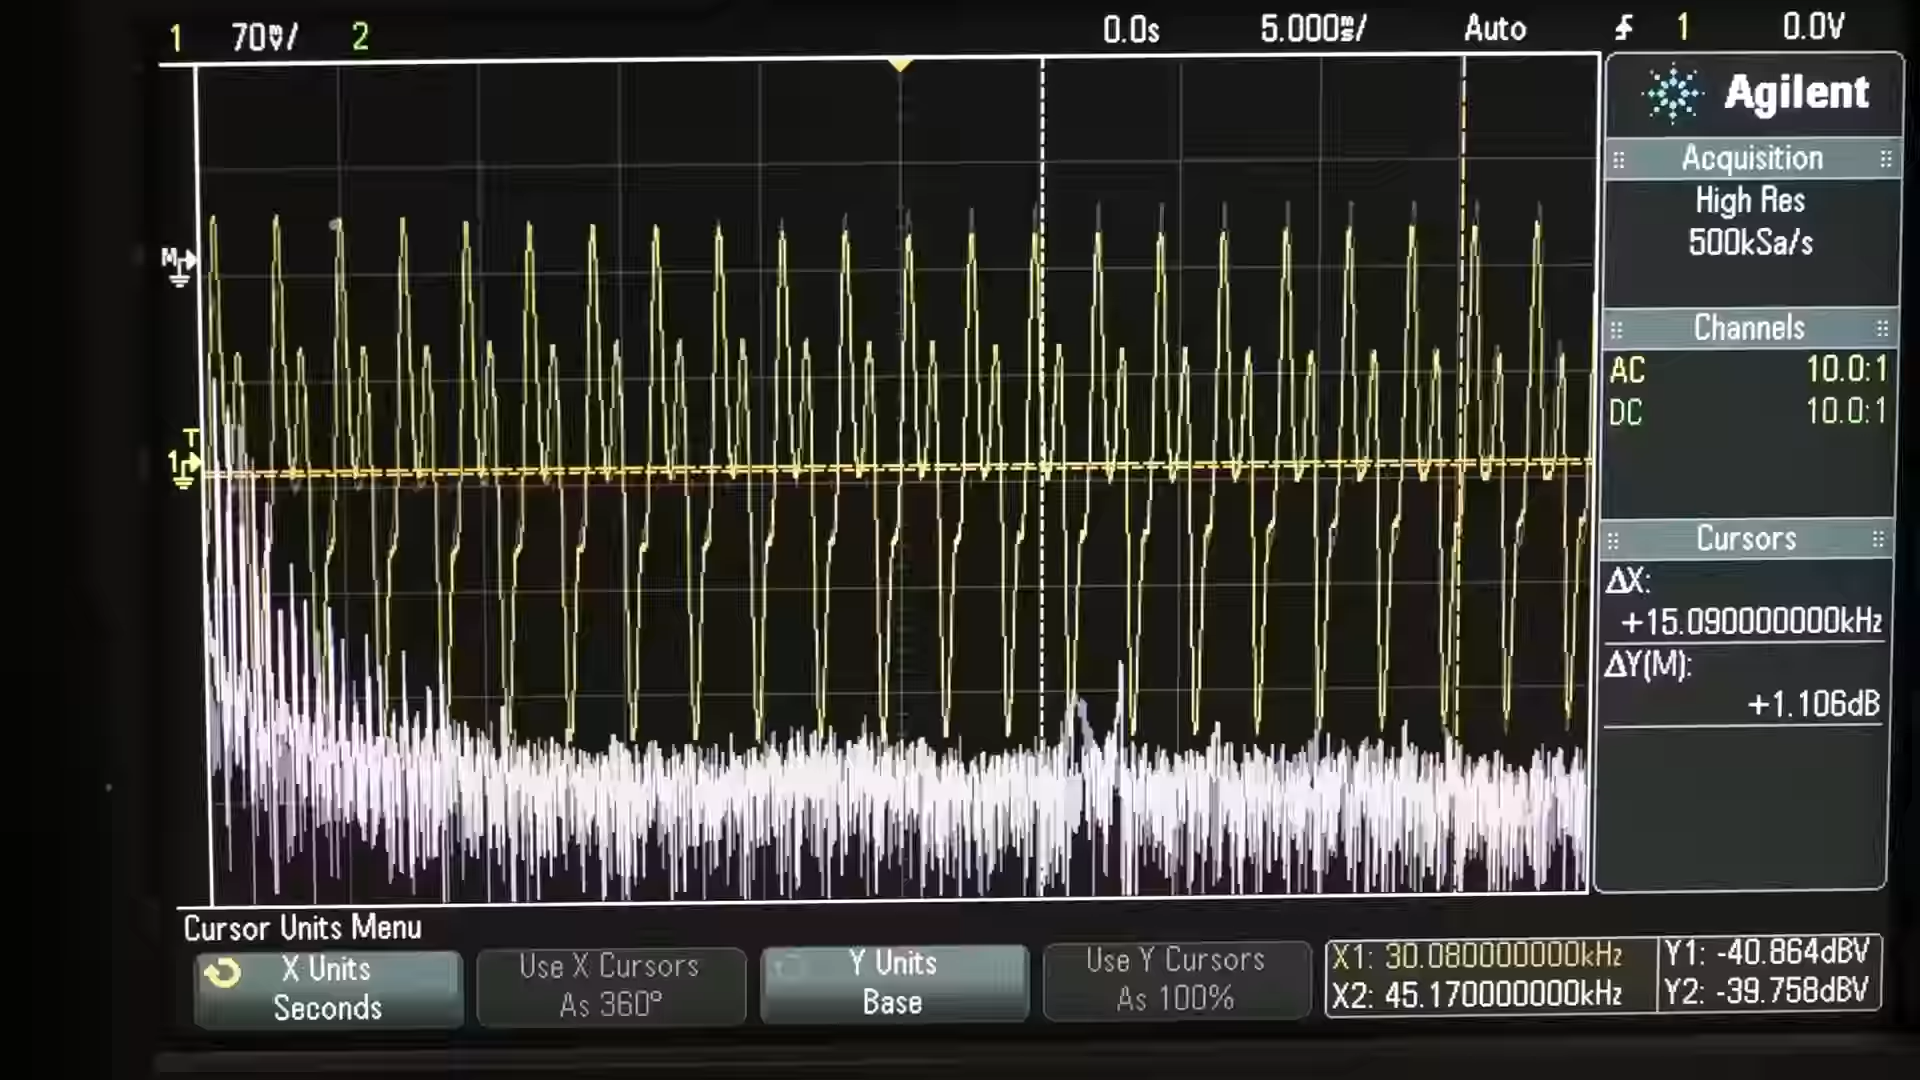 1 70mV/ 2 0.0s 5.000ms/ Auto 1 0.0V
Agilent
Acquisition
High Res
500kSa/s
Channels
AC 10.0:1
DC 10.0:1
Cursors
ΔX:
+15.090000000kHz
ΔY(M):
+1.106dB
M
T
1
Cursor Units Menu
X Units
Seconds
Use X Cursors
As 360°
Y Units
Base
Use Y Cursors
As 100%
X1: 30.080000000kHz
X2: 45.170000000kHz
Y1: -40.864dBV
Y2: -39.758dBV